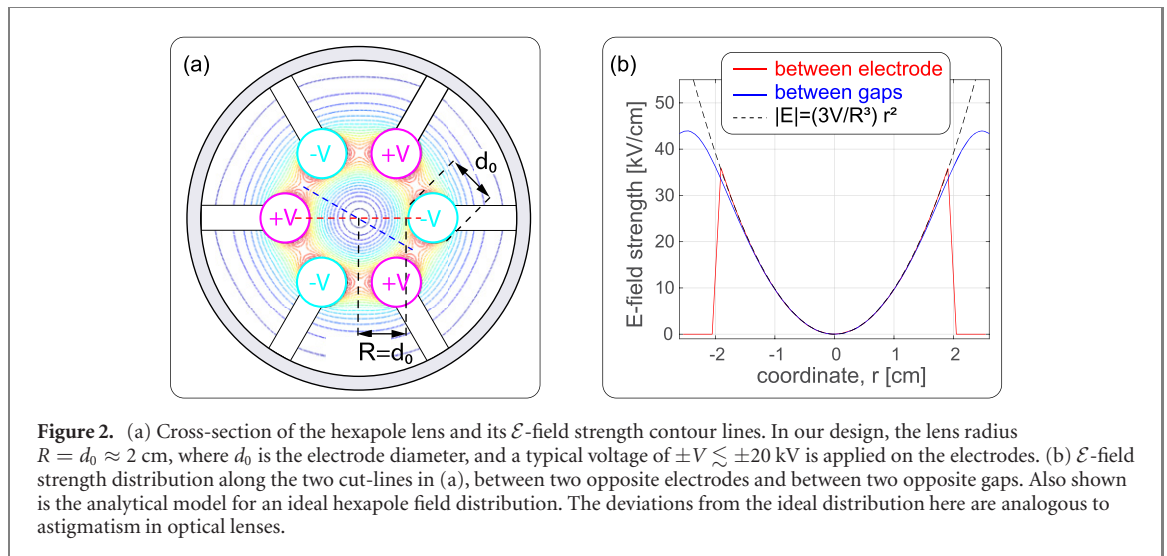 (a)
-V
+V
d₀
+V
-V
-V
+V
R=d₀
(b)
between electrode
between gaps
|E|=(3V/R³) r²
E-field strength [kV/cm]
50
40
30
20
10
0
-2
-1
0
1
2
coordinate, r [cm]
Figure 2. (a) Cross-section of the hexapole lens and its ℰ-field strength contour lines. In our design, the lens radius
R = d₀ ≈ 2 cm, where d₀ is the electrode diameter, and a typical voltage of ±V ≲ ±20 kV is applied on the electrodes. (b) ℰ-field
strength distribution along the two cut-lines in (a), between two opposite electrodes and between two opposite gaps. Also shown
is the analytical model for an ideal hexapole field distribution. The deviations from the ideal distribution here are analogous to
astigmatism in optical lenses.